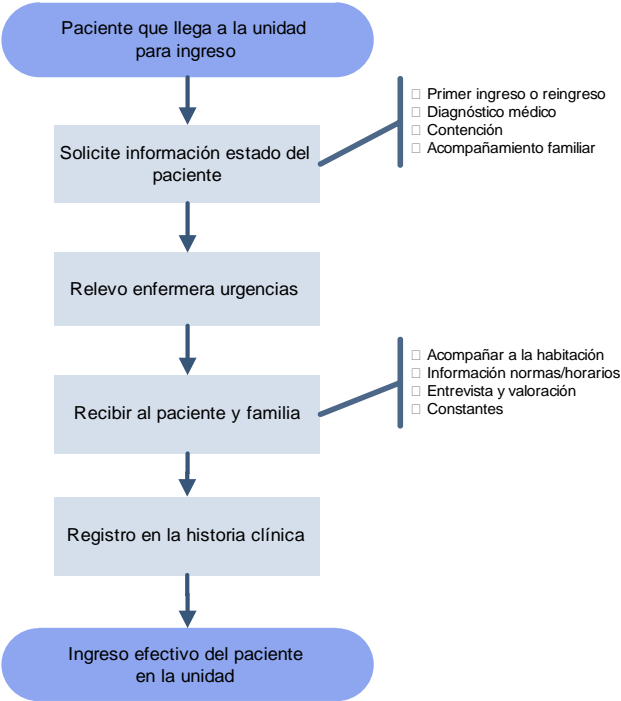 Paciente que llega a la unidad
para ingreso
□ Primer ingreso o reingreso
□ Diagnóstico médico
□ Contención
□ Acompañamiento familiar
Solicite información estado del
paciente
Relevo enfermera urgencias
□ Acompañar a la habitación
□ Información normas/horarios
□ Entrevista y valoración
□ Constantes
Recibir al paciente y familia
Registro en la historia clínica
Ingreso efectivo del paciente
en la unidad